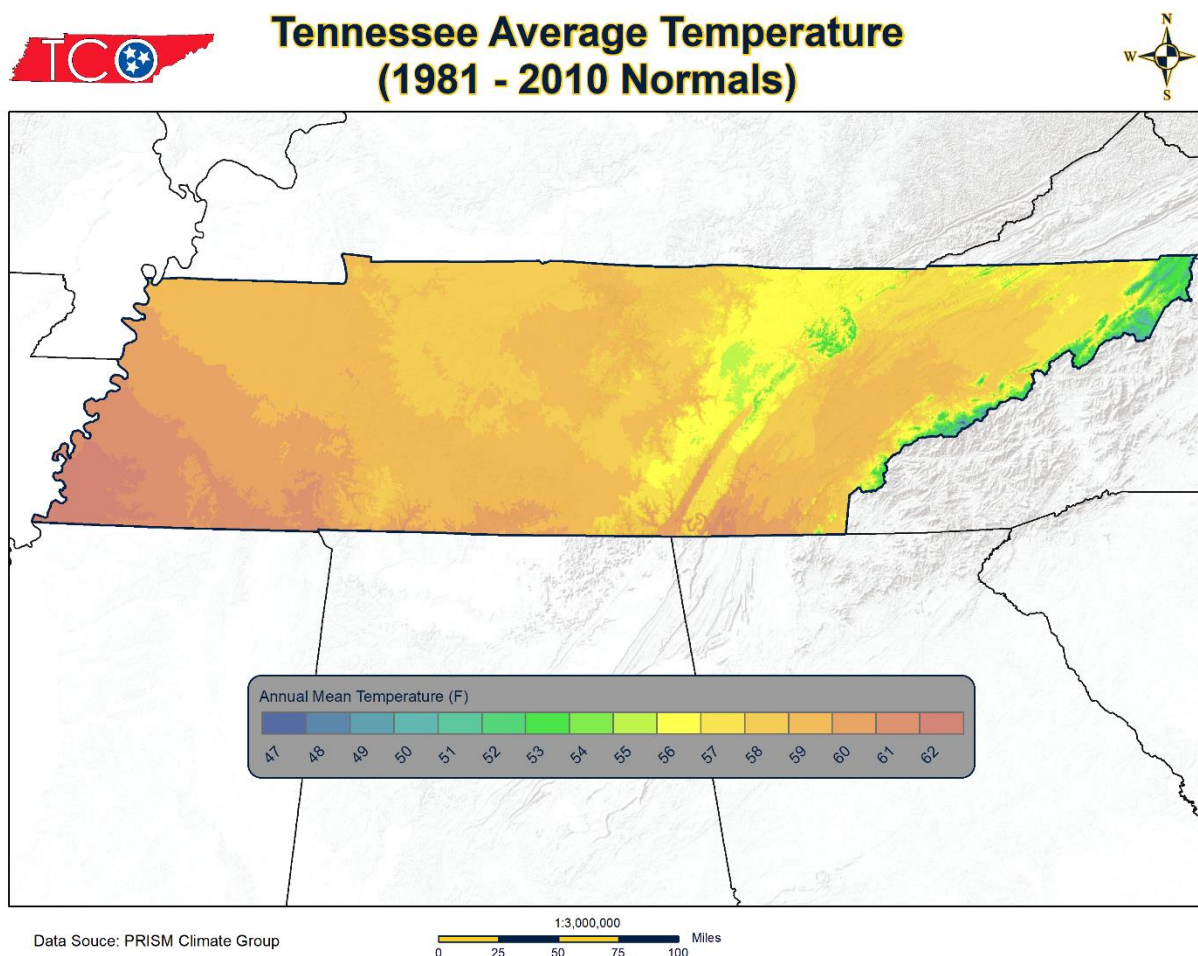 TCO
Tennessee Average Temperature
(1981 - 2010 Normals)
N
W
E
S
Annual Mean Temperature (F)
47 48 49 50 51 52 53 54 55 56 57 58 59 60 61 62
Data Souce: PRISM Climate Group
1:3,000,000
Miles
0 25 50 75 100